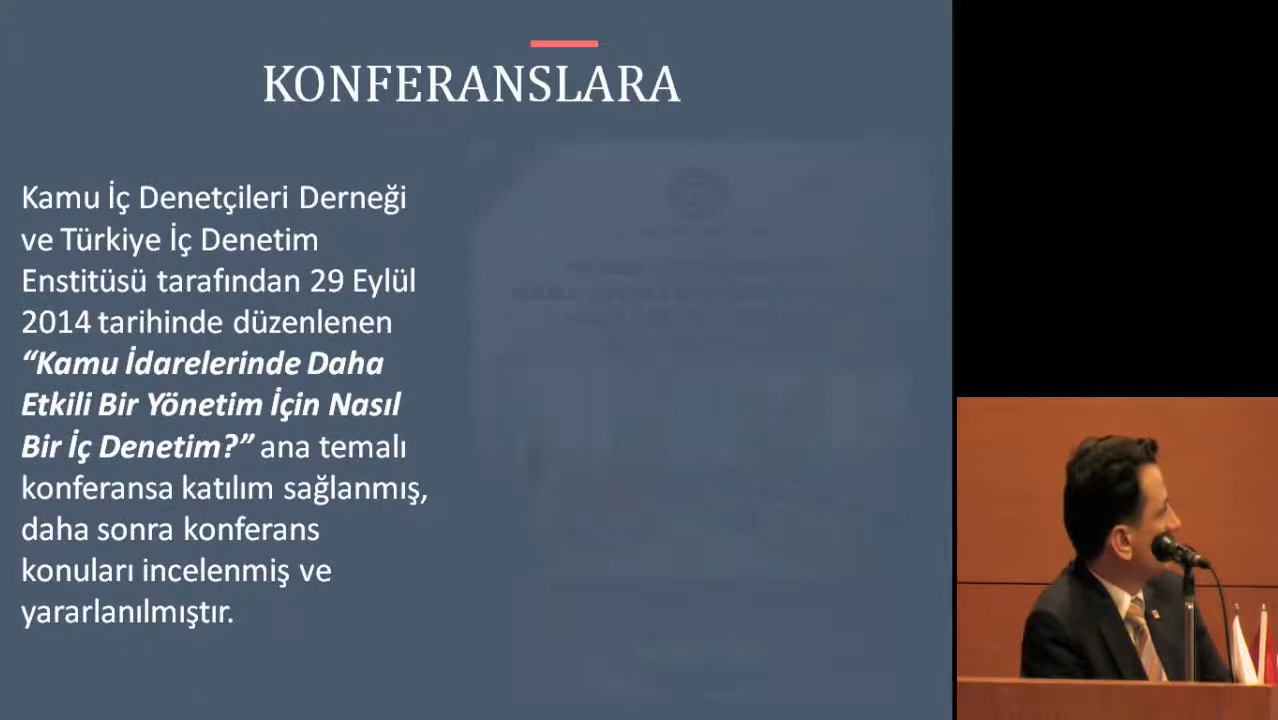 KONFERANSLARA
Kamu İç Denetçileri Derneği
ve Türkiye İç Denetim
Enstitüsü tarafından 29 Eylül
2014 tarihinde düzenlenen
“Kamu İdarelerinde Daha
Etkili Bir Yönetim İçin Nasıl
Bir İç Denetim?” ana temalı
konferansa katılım sağlanmış,
daha sonra konferans
konuları incelenmiş ve
yararlanılmıştır.